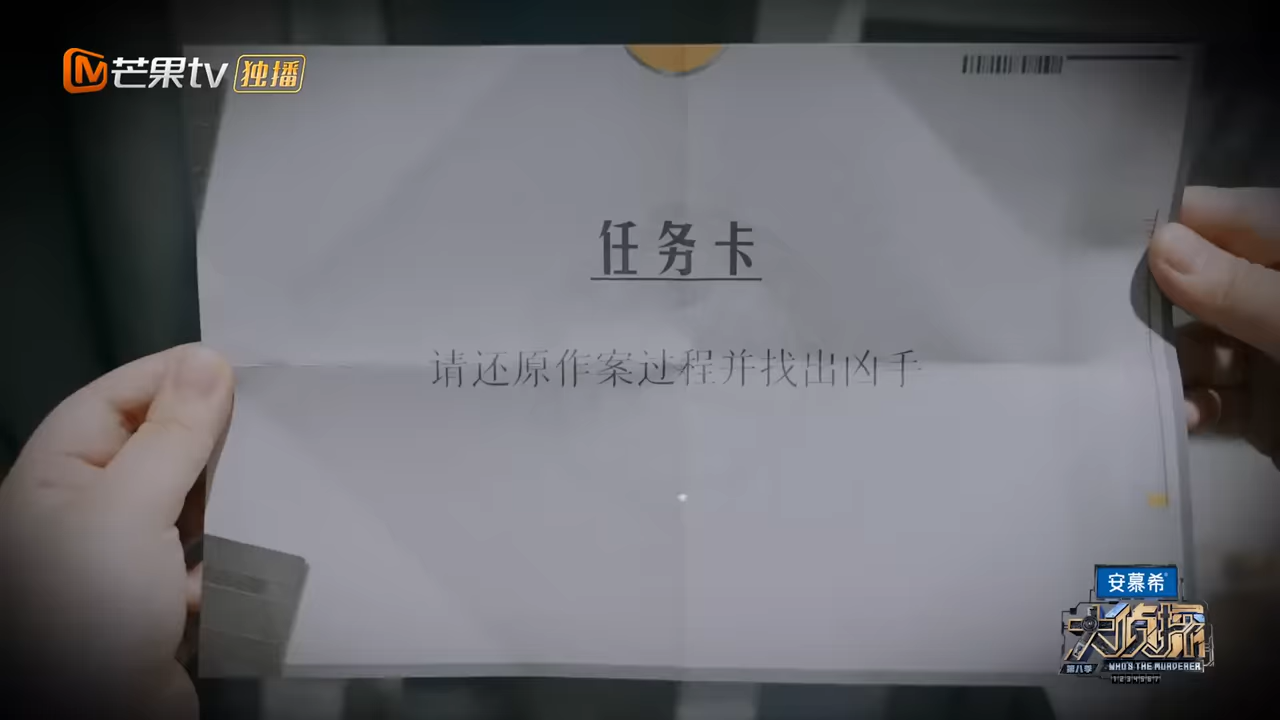 芒果tv 独播
任务卡
请还原作案过程并找出凶手
安慕希
大侦探
第八季 WHO'S THE MURDERER